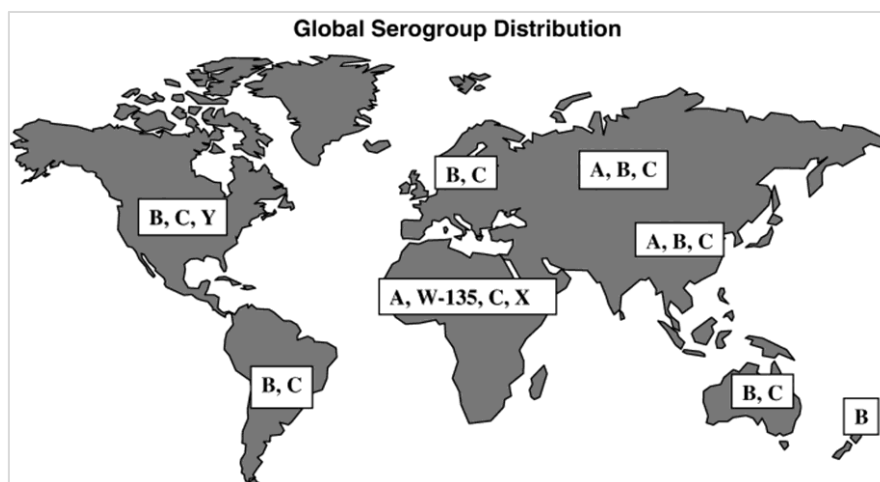 Global Serogroup Distribution
B, C
A, B, C
B, C, Y
A, B, C
A, W-135, C, X
B, C
B, C
B